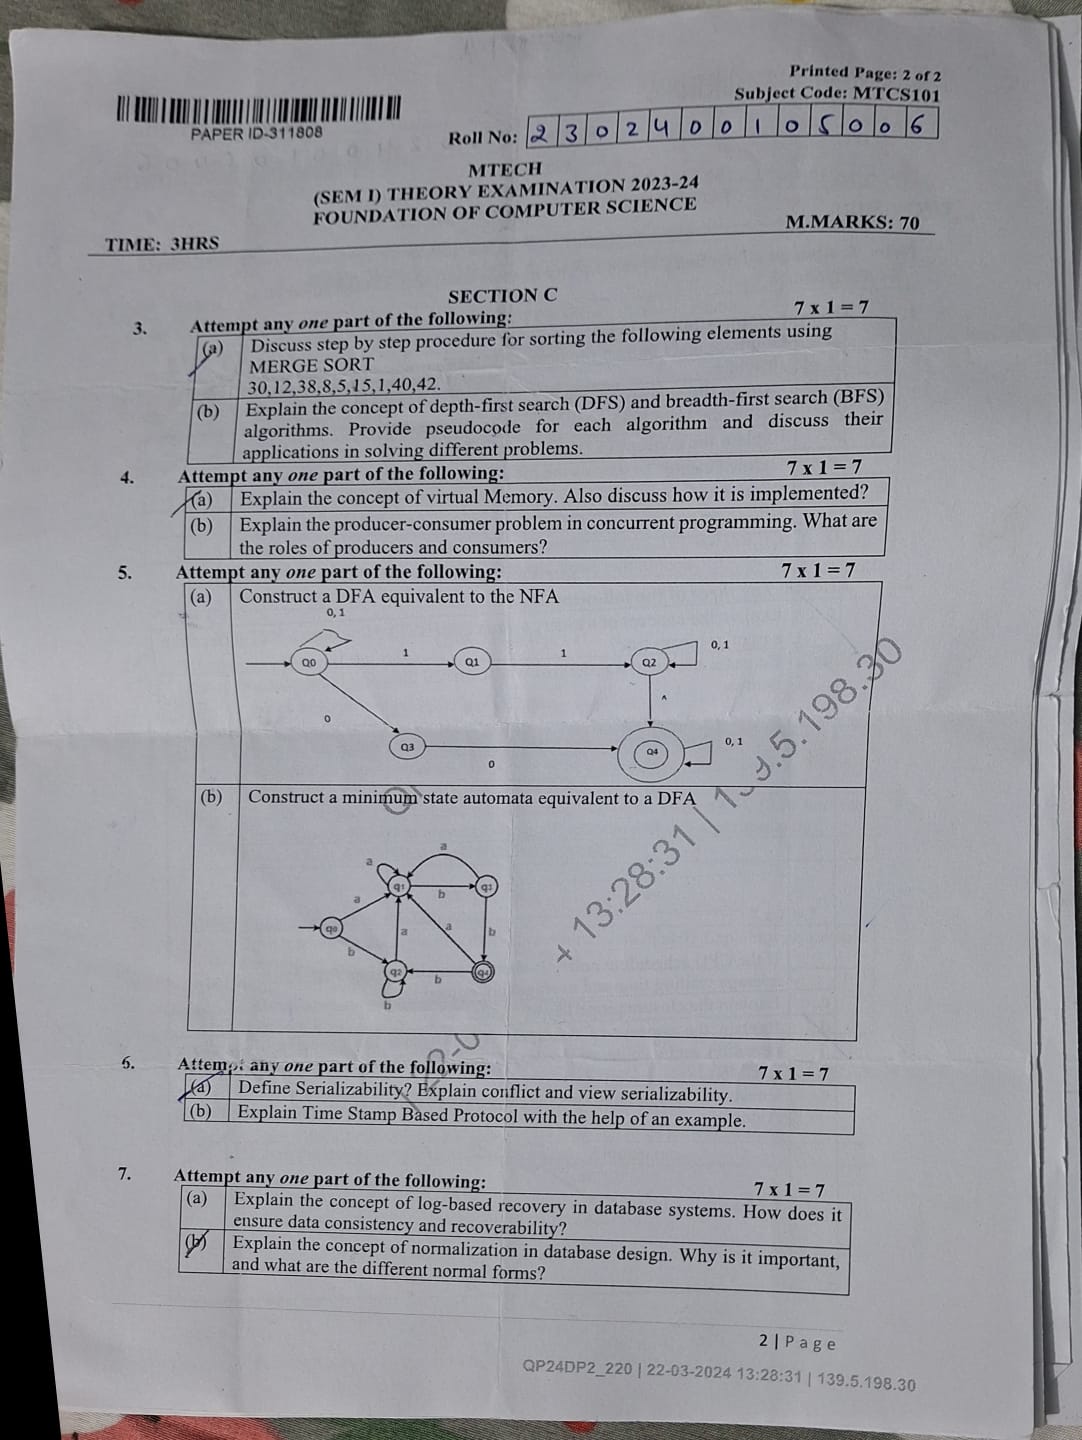 Printed Page: 2 of 2
Subject Code: MTCS101
PAPER ID-311808
Roll No: 2302400105006
MTECH
(SEM I) THEORY EXAMINATION 2023-24
FOUNDATION OF COMPUTER SCIENCE
TIME: 3HRS M.MARKS: 70
SECTION C
3. Attempt any one part of the following: 7 x 1 = 7
(a) Discuss step by step procedure for sorting the following elements using
MERGE SORT
30,12,38,8,5,15,1,40,42.
(b) Explain the concept of depth-first search (DFS) and breadth-first search (BFS)
algorithms. Provide pseudocode for each algorithm and discuss their
applications in solving different problems.
4. Attempt any one part of the following: 7 x 1 = 7
(a) Explain the concept of virtual Memory. Also discuss how it is implemented?
(b) Explain the producer-consumer problem in concurrent programming. What are
the roles of producers and consumers?
5. Attempt any one part of the following: 7 x 1 = 7
(a) Construct a DFA equivalent to the NFA
0, 1
Q0 1 Q1 1 Q2 0, 1
^
0
Q3 0 Q4 0, 1
(b) Construct a minimum state automata equivalent to a DFA
a
a
q1 b q3
a
q0 a a b
b
q2 b q4
b
13:28:31 | 139.5.198.30
6. Attempt any one part of the following: 7 x 1 = 7
(a) Define Serializability? Explain conflict and view serializability.
(b) Explain Time Stamp Based Protocol with the help of an example.
7. Attempt any one part of the following: 7 x 1 = 7
(a) Explain the concept of log-based recovery in database systems. How does it
ensure data consistency and recoverability?
(b) Explain the concept of normalization in database design. Why is it important,
and what are the different normal forms?
2 | Page
QP24DP2_220 | 22-03-2024 13:28:31 | 139.5.198.30